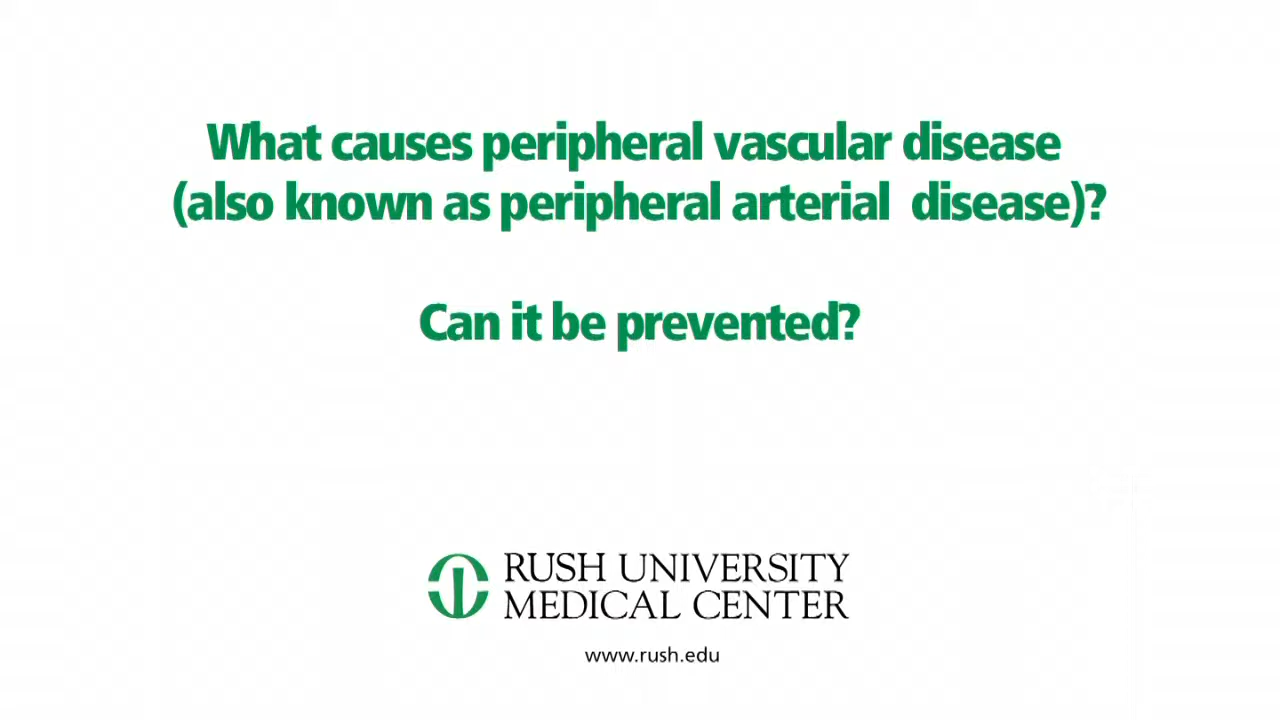 What causes peripheral vascular disease
(also known as peripheral arterial disease)?
Can it be prevented?
RUSH UNIVERSITY
MEDICAL CENTER
www.rush.edu